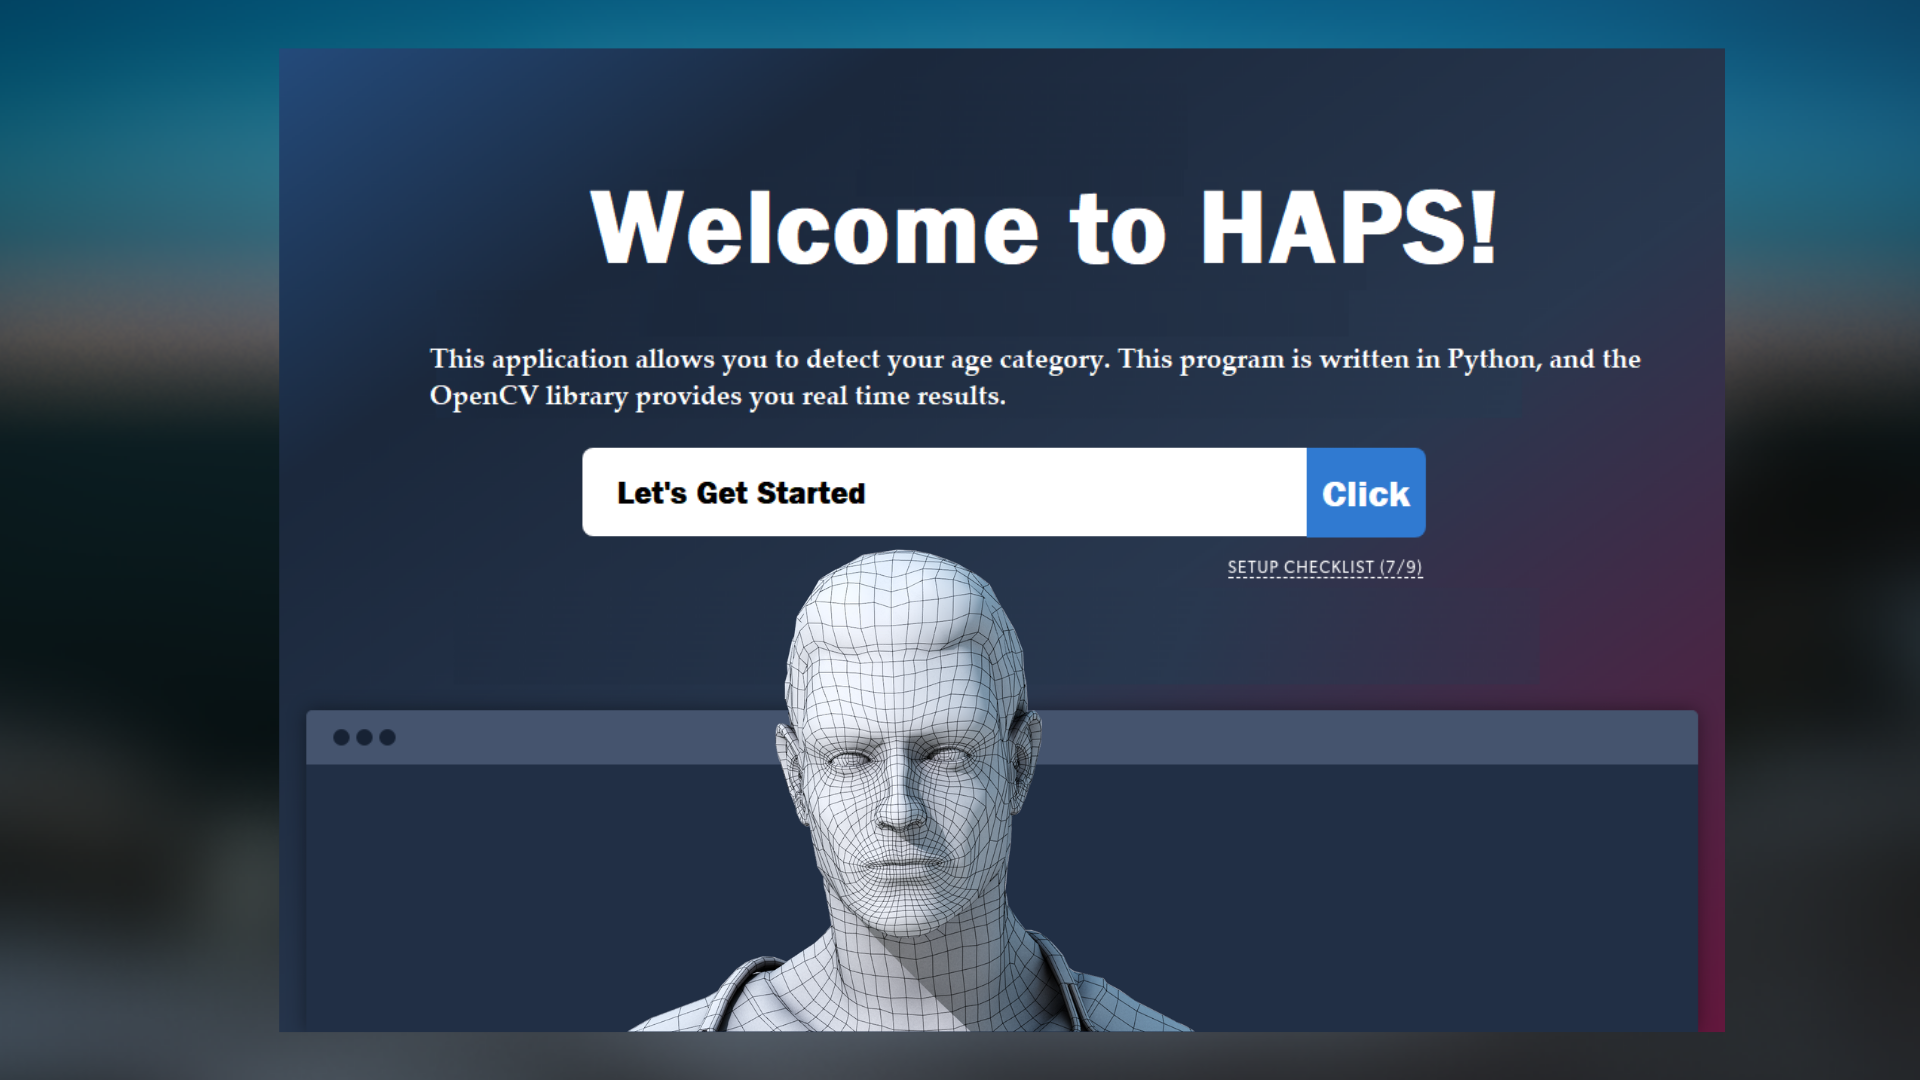 Welcome to HAPS!
This application allows you to detect your age category. This program is written in Python, and the
OpenCV library provides you real time results.
Let's Get Started
Click
SETUP CHECKLIST (7/9)